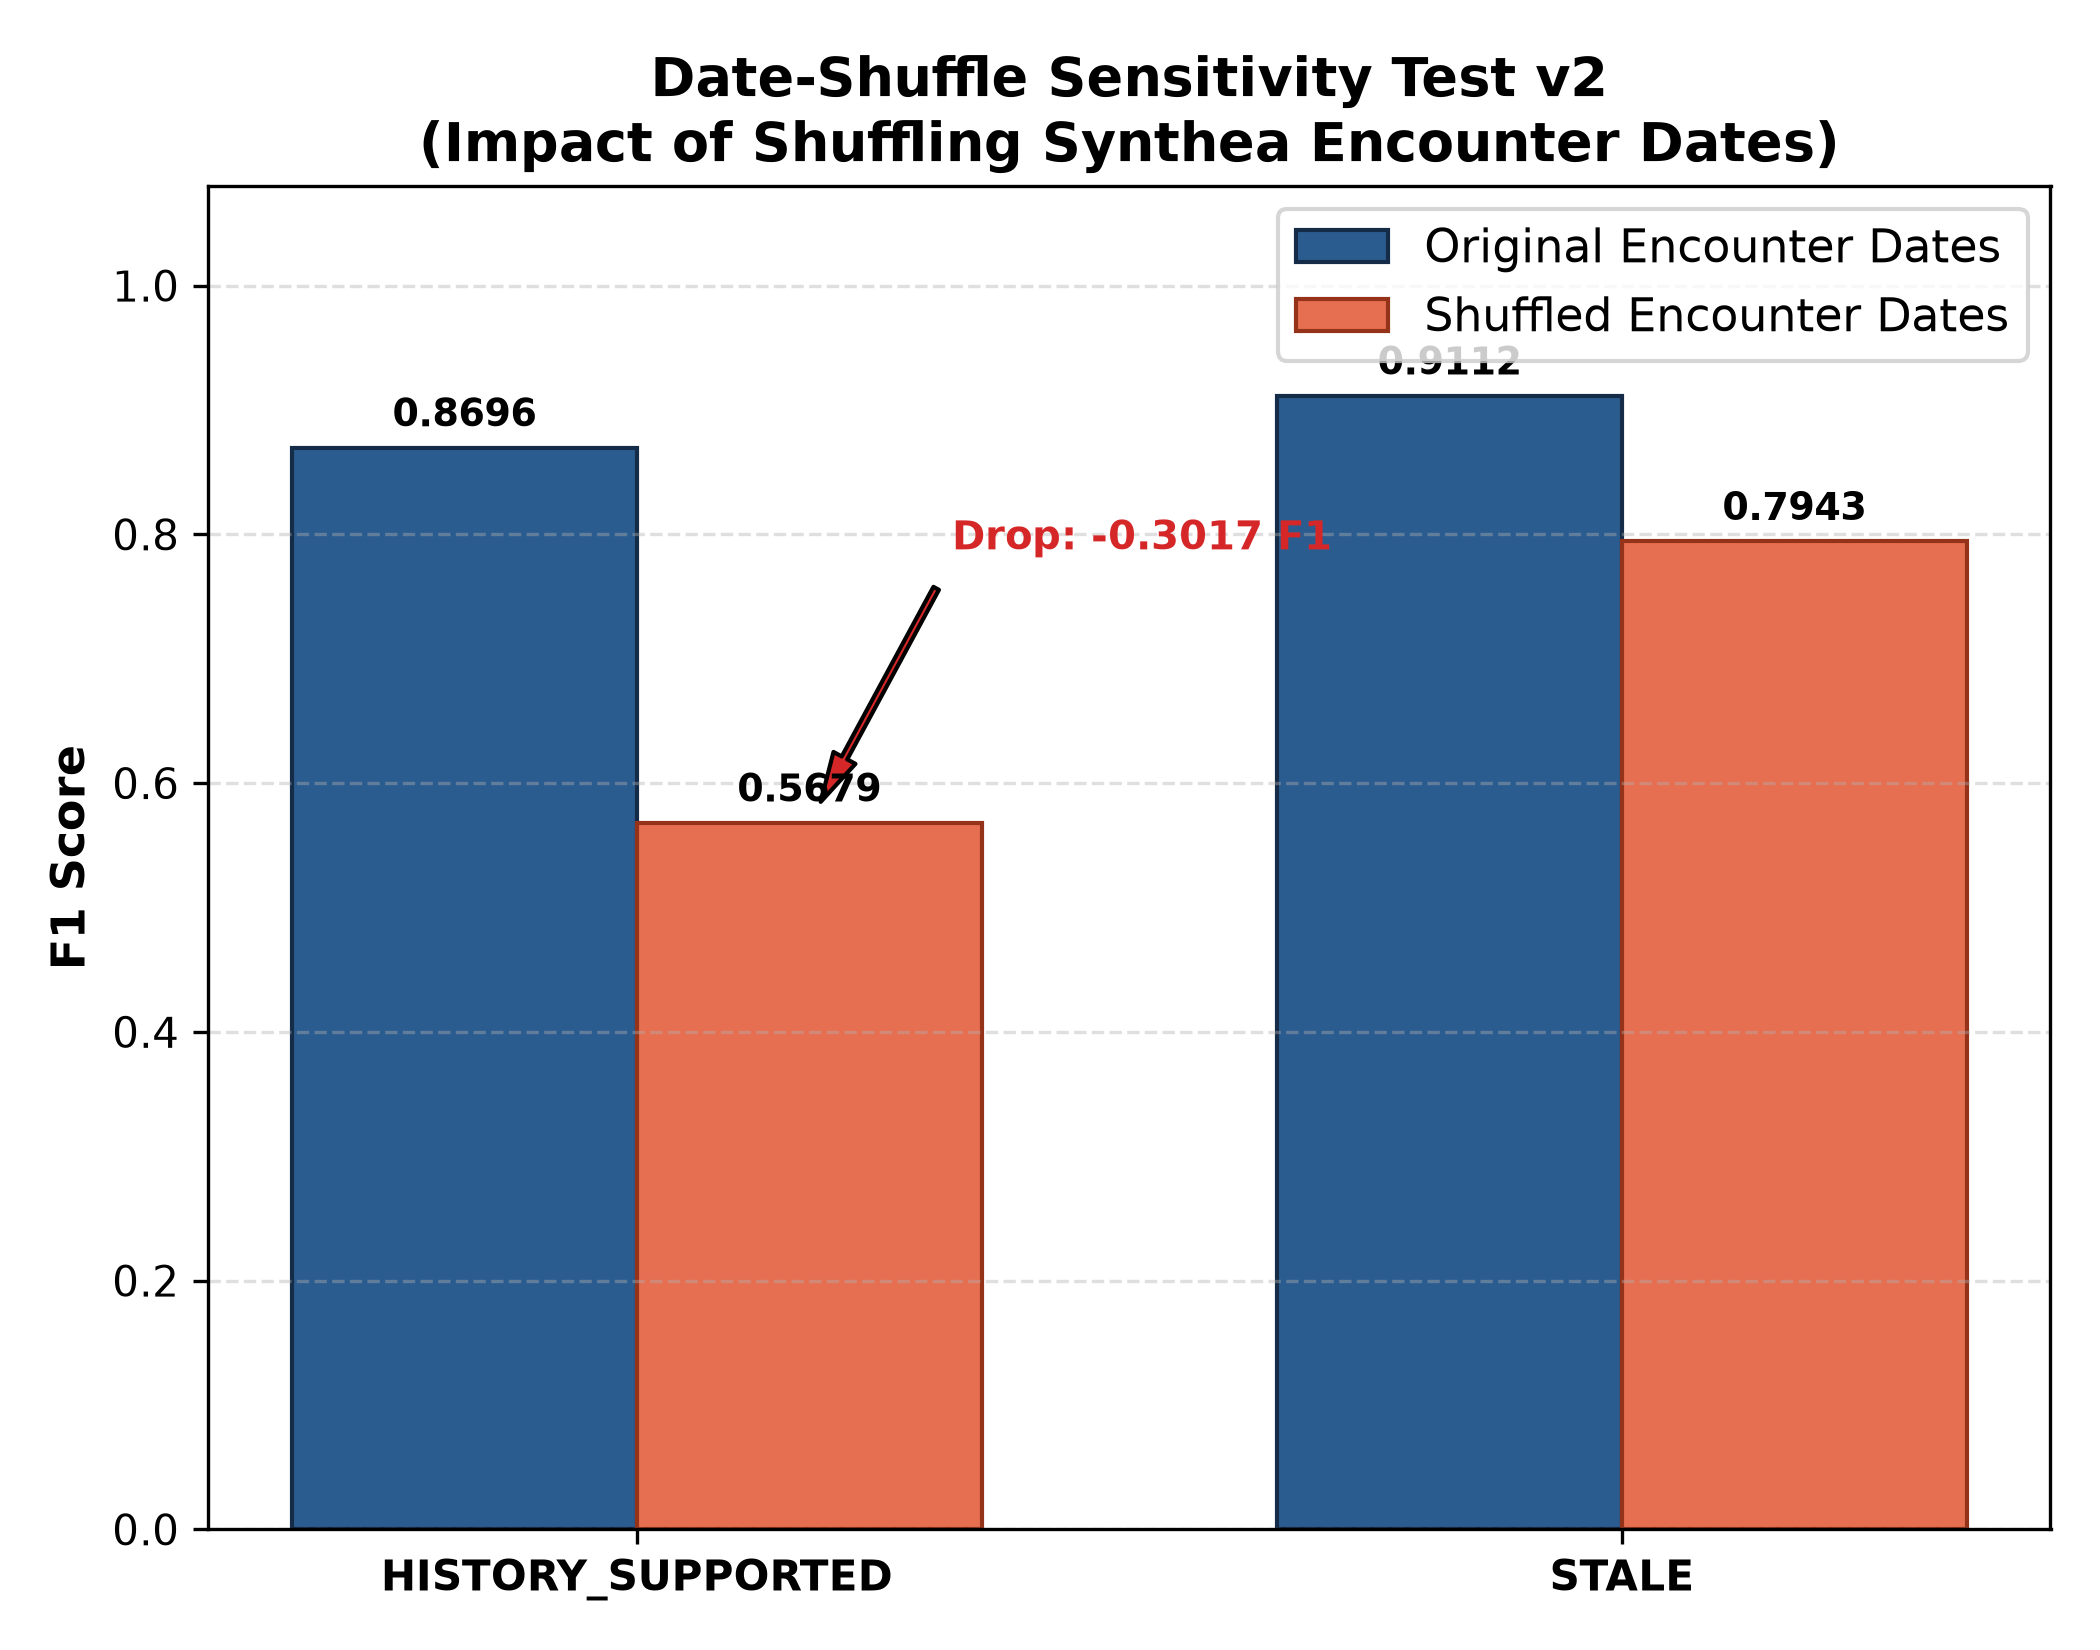 Date-Shuffle Sensitivity Test v2
(Impact of Shuffling Synthea Encounter Dates)
Original Encounter Dates
Shuffled Encounter Dates
1.0
0.8
0.6
0.4
0.2
0.0
F1 Score
0.8696
0.5679
Drop: -0.3017 F1
0.9112
0.7943
HISTORY_SUPPORTED
STALE